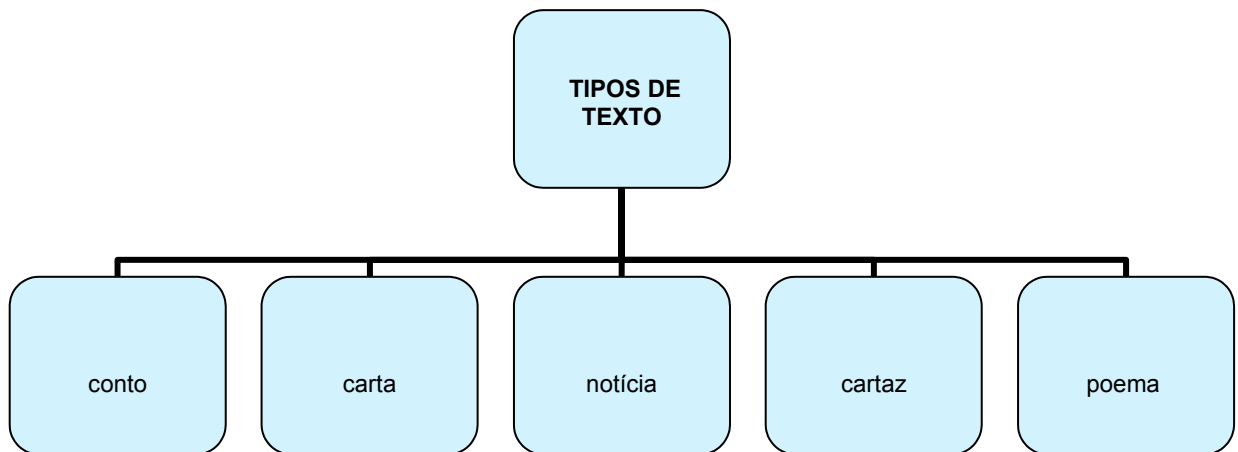 TIPOS DE
TEXTO
conto
carta
notícia
cartaz
poema